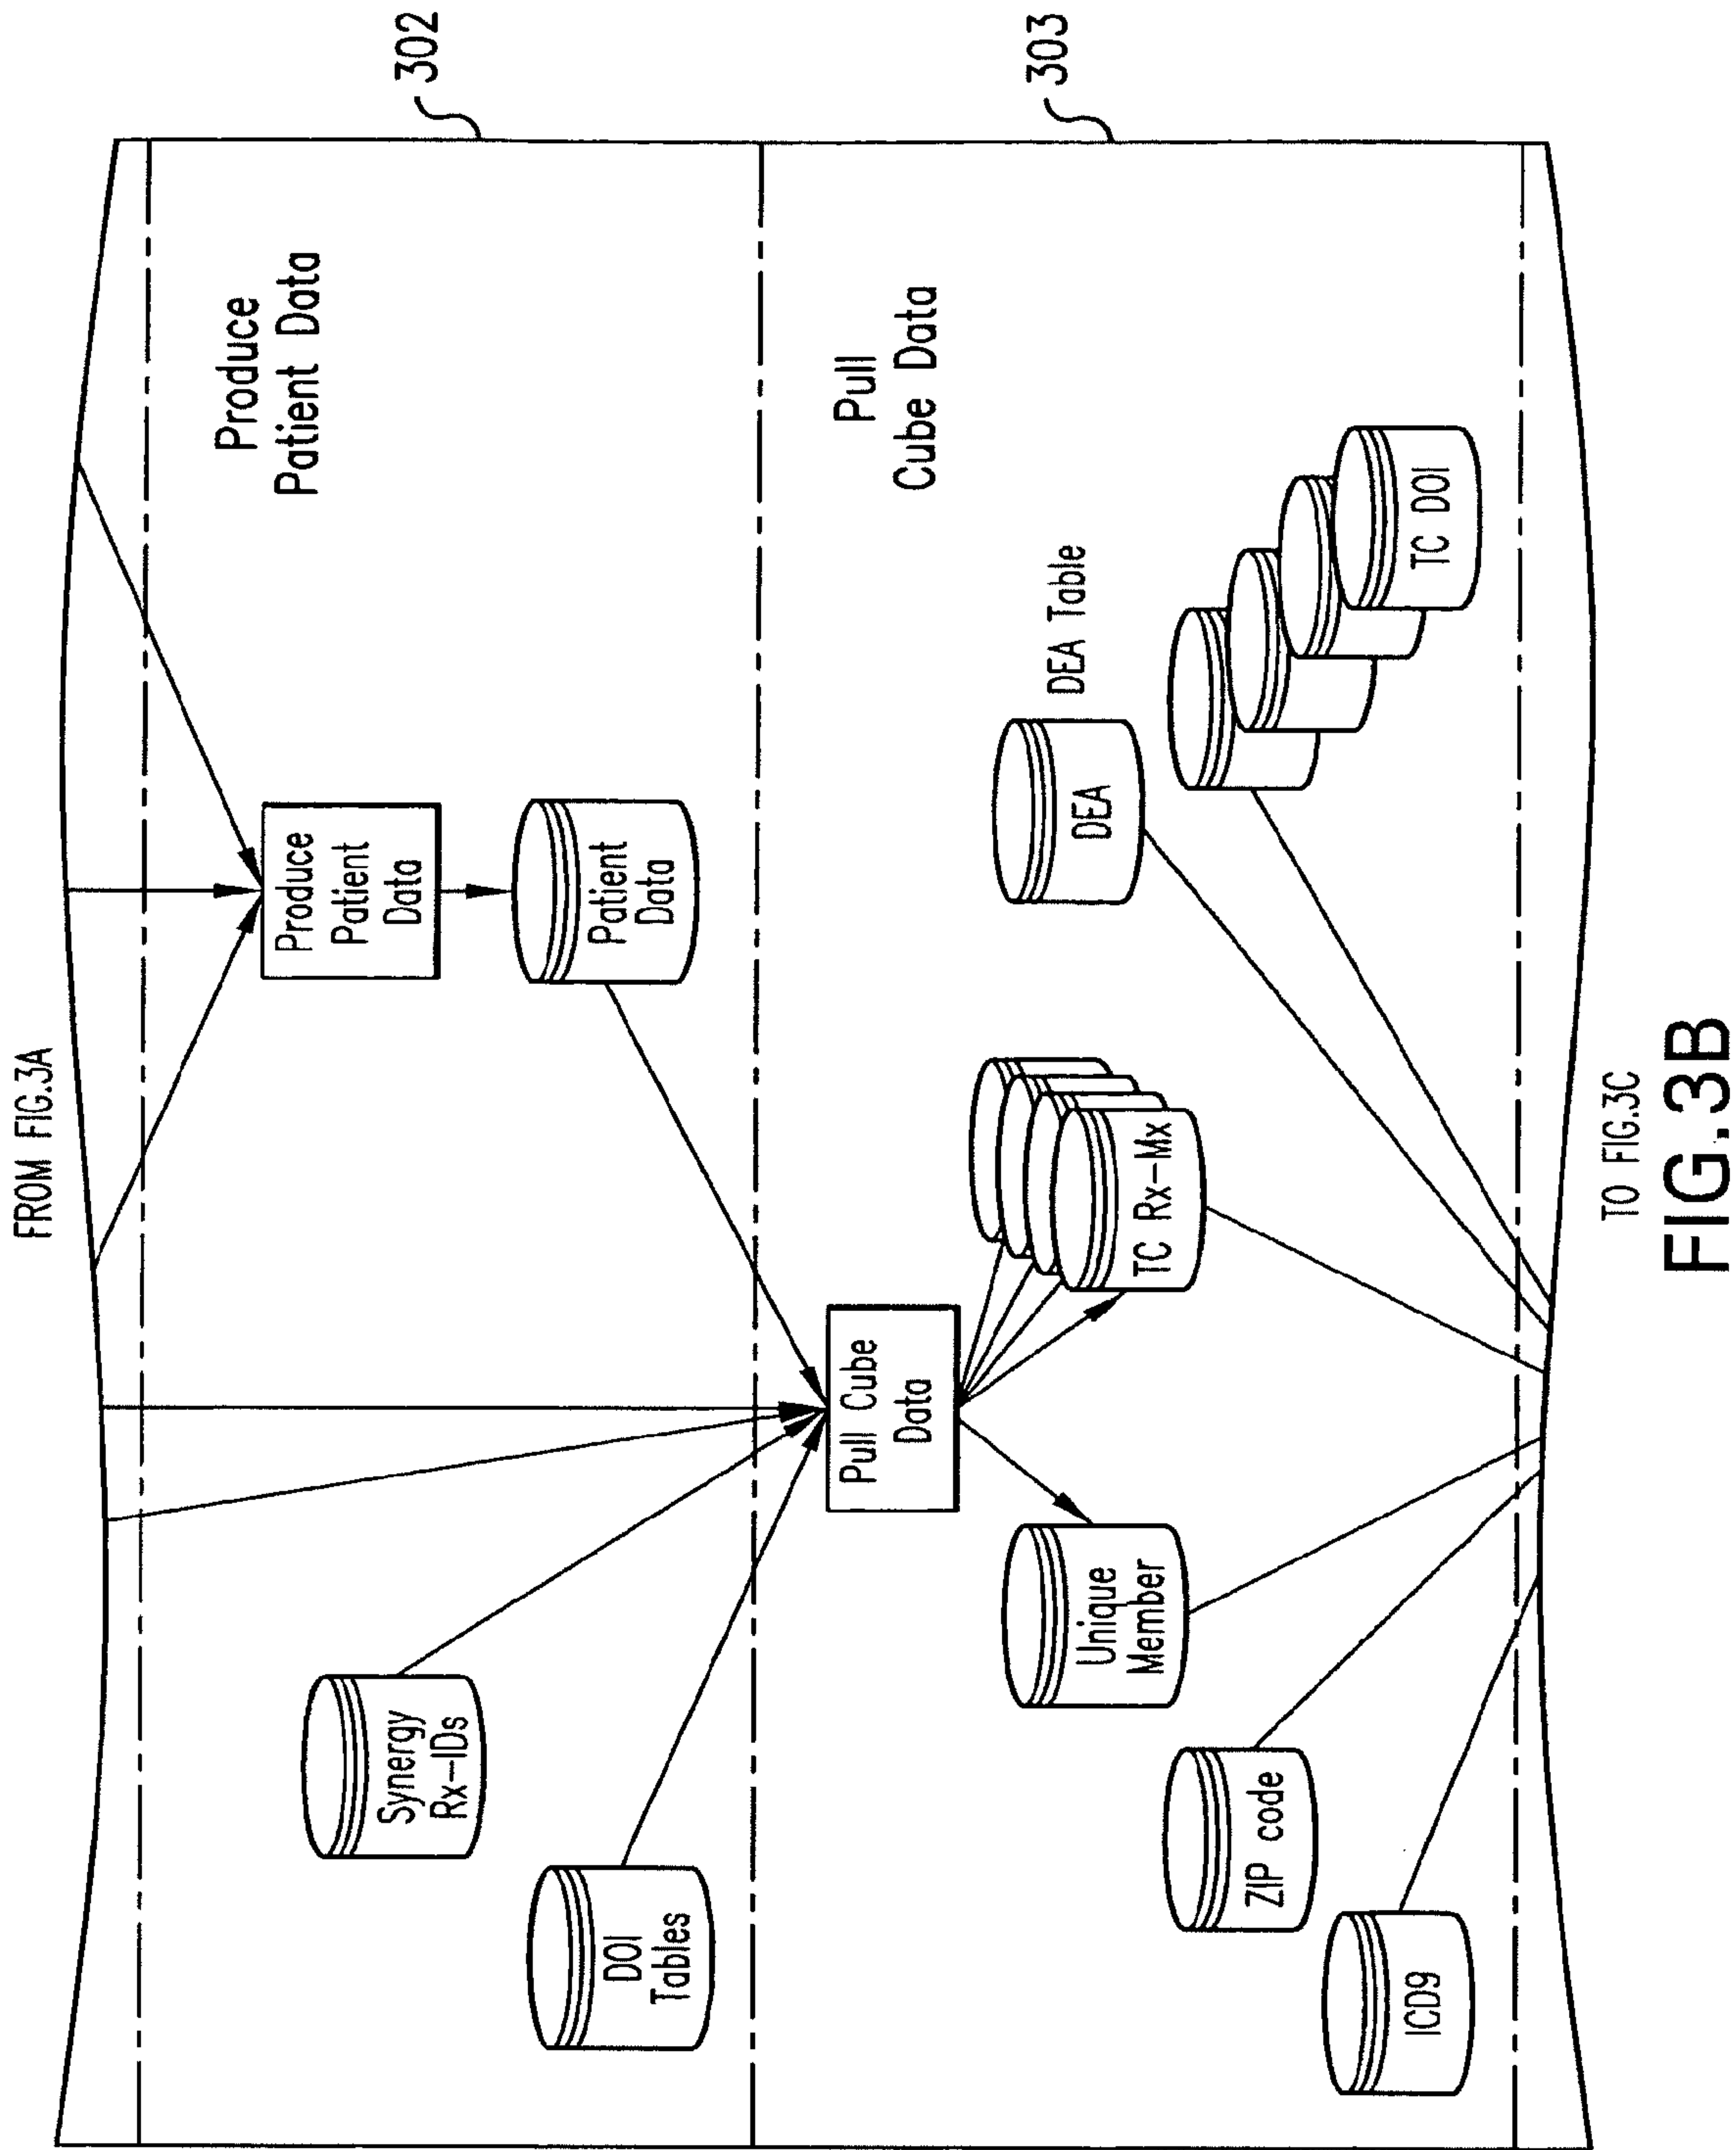 FROM FIG.3A
302
Produce
Patient Data
Produce
Patient
Data
Synergy
Rx-IDs
Patient
Data
DOI
Tables
303
Pull
Cube Data
Pull Cube
Data
DEA Table
DEA
Unique
Member
TC Rx-Mx
ZIP code
TC DOI
ICD9
TO FIG.3C
FIG.3B